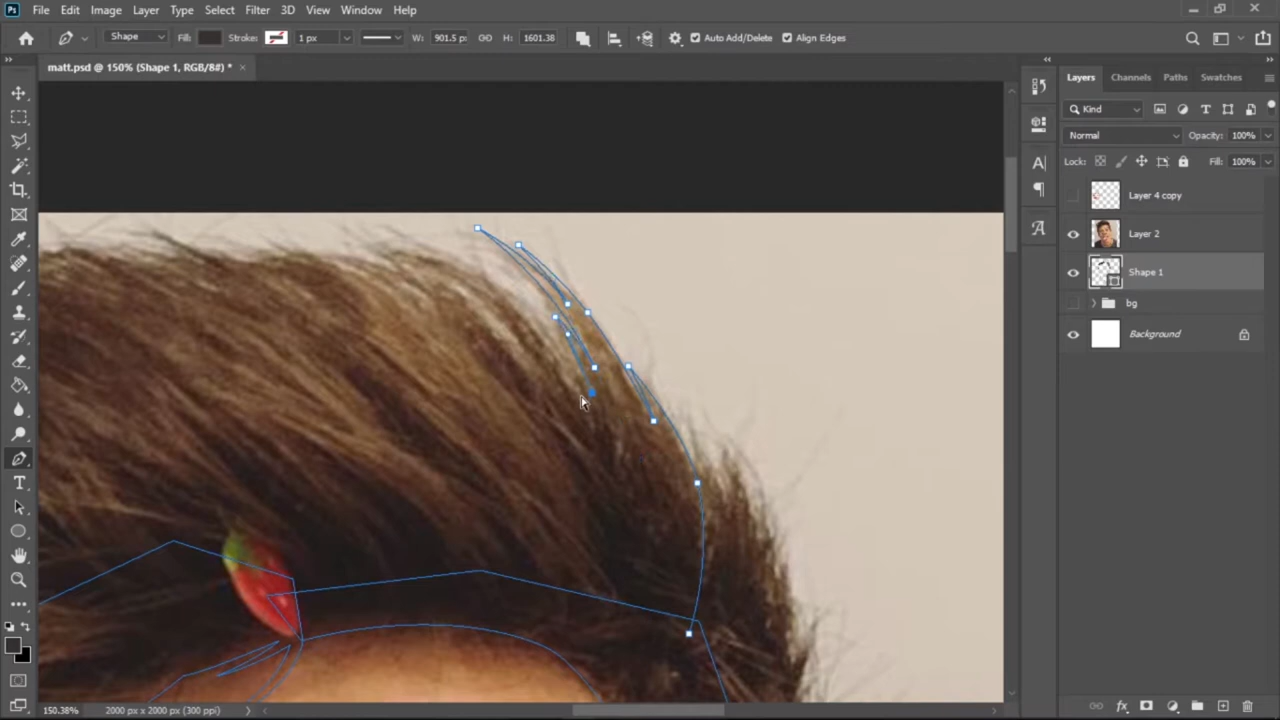 Ps File Edit Image Layer Type Select Filter 3D View Window Help
Shape Fill: Stroke: 1 px W: 901.5 p: H: 1601.38 Auto Add/Delete Align Edges
matt.psd @ 150% (Shape 1, RGB/8#) * ×
Layers Channels Paths Swatches
Kind
Normal Opacity: 100%
Lock: Fill: 100%
Layer 4 copy
Layer 2
Shape 1
bg
Background
150.38% 2000 px x 2000 px (300 ppi)